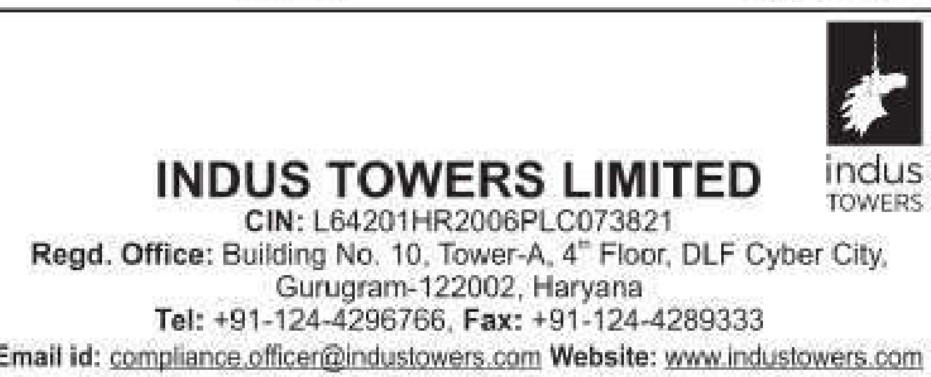 indus
TOWERS
INDUS TOWERS LIMITED
CIN: L64201HR2006PLC073821
Regd. Office: Building No. 10, Tower-A, 4th Floor, DLF Cyber City,
Gurugram-122002, Haryana
Tel: +91-124-4296766, Fax: +91-124-4289333
Email id: compliance.officer@industowers.com Website: www.industowers.com